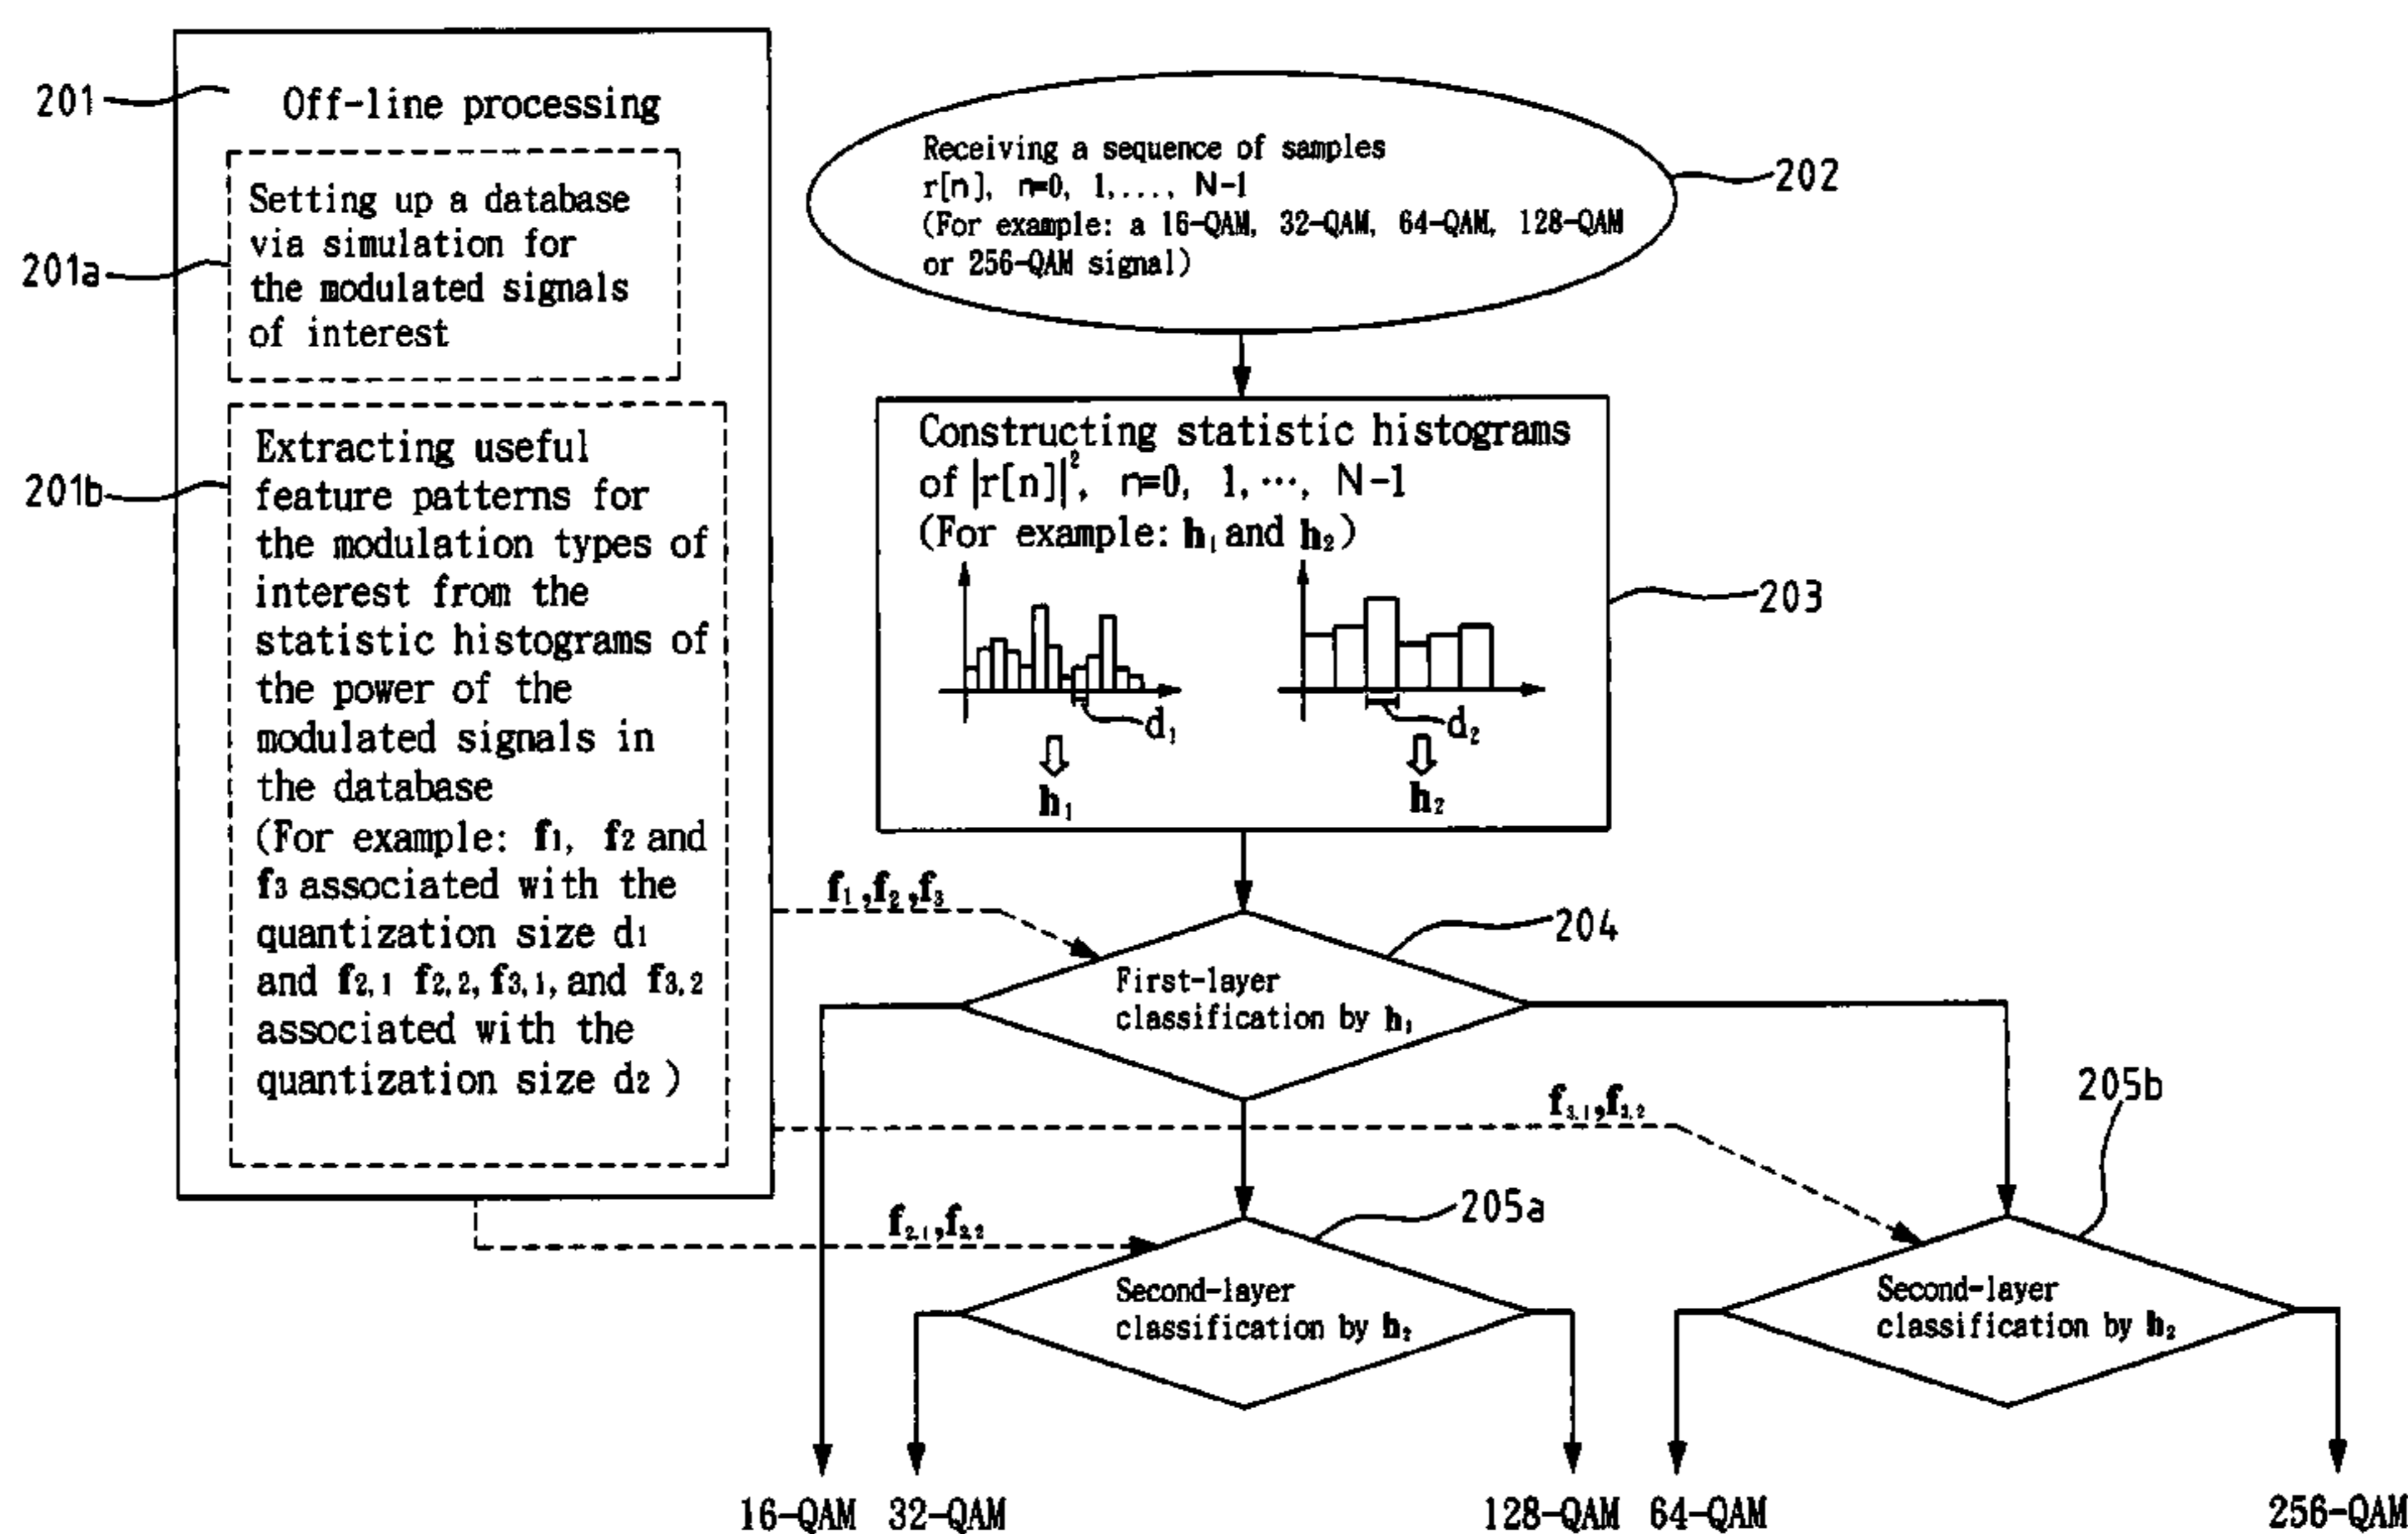 201
Off-line processing
201a
Setting up a database
via simulation for
the modulated signals
of interest
201b
Extracting useful
feature patterns for
the modulation types of
interest from the
statistic histograms of
the power of the
modulated signals in
the database
(For example: f1, f2 and
f3 associated with the
quantization size d1
and f2,1 f2,2, f3,1, and f3,2
associated with the
quantization size d2 )
Receiving a sequence of samples
r[n], n=0, 1,..., N-1
(For example: a 16-QAM, 32-QAM, 64-QAM, 128-QAM
or 256-QAM signal)
202
Constructing statistic histograms
of |r[n]|², n=0, 1,···, N-1
(For example: h₁ and h₂)
d₁
h₁
d₂
h₂
203
f₁,f₂,f₃
204
First-layer
classification by h₁
f₃.₁,f₃.₂
205b
f₂.₁,f₂.₂
205a
Second-layer
classification by h₂
Second-layer
classification by h₂
16-QAM
32-QAM
128-QAM
64-QAM
256-QAM